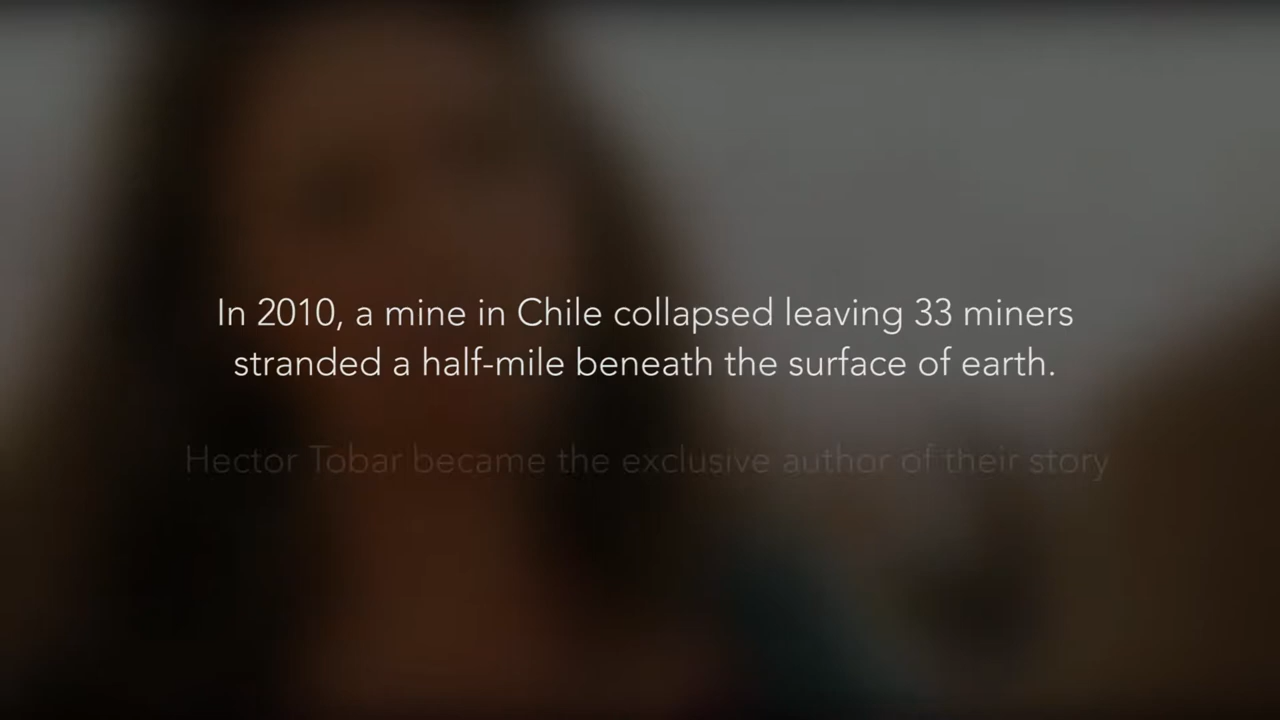 In 2010, a mine in Chile collapsed leaving 33 miners
stranded a half-mile beneath the surface of earth.
Hector Tobar became the exclusive author of their story